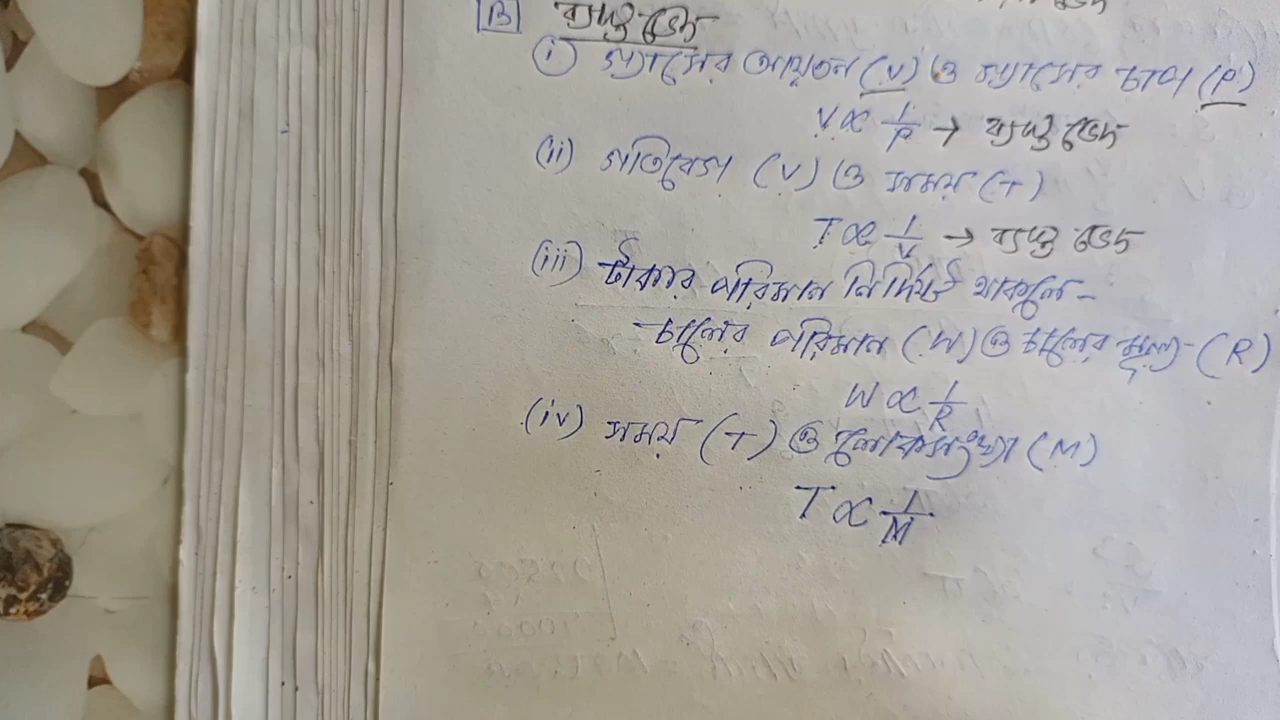 B ব্যস্ত ভেদ
(i) গ্যাসের আয়তন (V) ও গ্যাসের চাপ (P)
V ∝ 1/P → ব্যস্ত ভেদ
(ii) গতিবেগ (V) ও সময় (T)
T ∝ 1/V → ব্যস্ত ভেদ
(iii) টাকার পরিমান নির্দিষ্ট থাকলে -
চালের পরিমান (W) ও চালের মূল্য - (R)
W ∝ 1/R
(iv) সময় (T) ও লোকসংখ্যা (M)
T ∝ 1/M